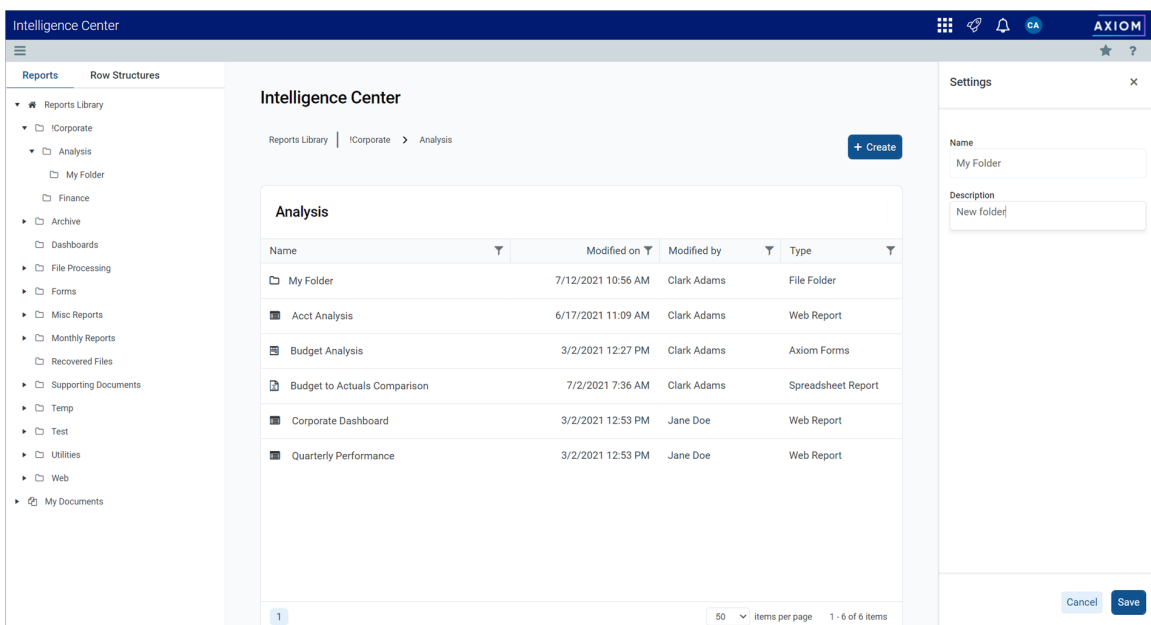 Intelligence Center
CA
AXIOM
?
Reports Row Structures
Reports Library
!Corporate
Analysis
My Folder
Finance
Archive
Dashboards
File Processing
Forms
Misc Reports
Monthly Reports
Recovered Files
Supporting Documents
Temp
Test
Utilities
Web
My Documents
Intelligence Center
Reports Library !Corporate > Analysis
+ Create
Analysis
Name Modified on Modified by Type
My Folder 7/12/2021 10:56 AM Clark Adams File Folder
Acct Analysis 6/17/2021 11:09 AM Clark Adams Web Report
Budget Analysis 3/2/2021 12:27 PM Clark Adams Axiom Forms
Budget to Actuals Comparison 7/2/2021 7:36 AM Clark Adams Spreadsheet Report
Corporate Dashboard 3/2/2021 12:53 PM Jane Doe Web Report
Quarterly Performance 3/2/2021 12:53 PM Jane Doe Web Report
1 50 items per page 1 - 6 of 6 items
Settings
Name
My Folder
Description
New folder
Cancel Save